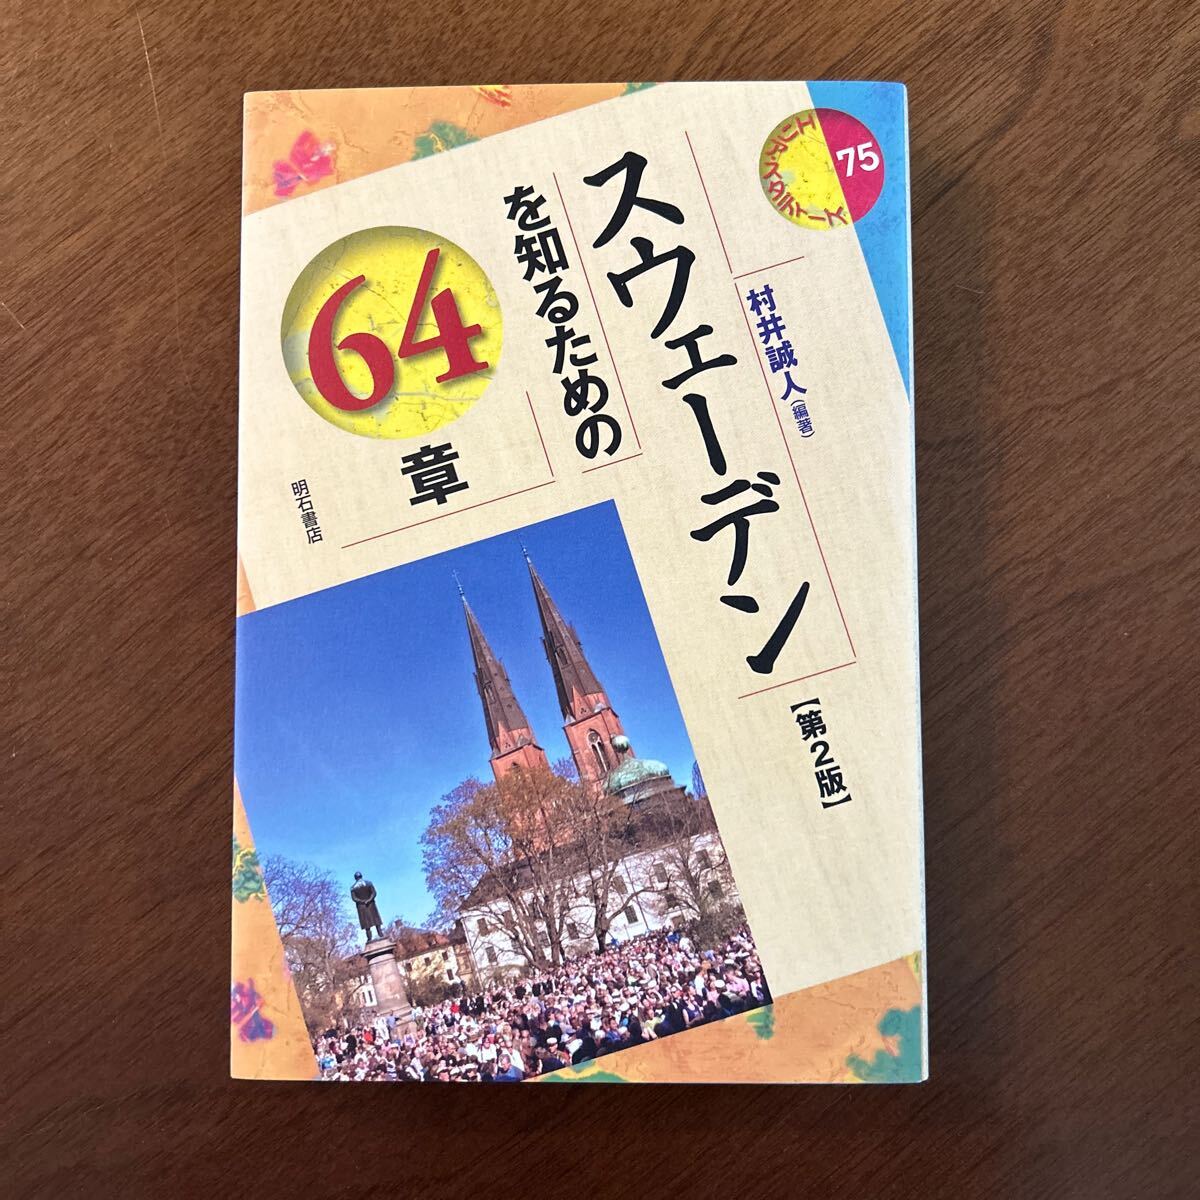 エリア・スタディーズ
75
スウェーデン
を知るための
64
章
村井誠人(編著)
【第2版】
明石書店